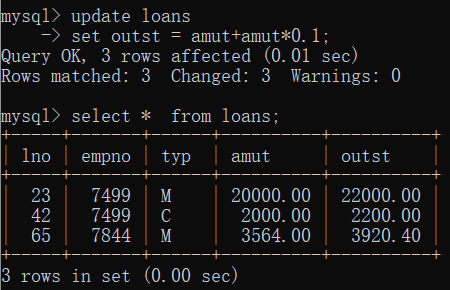 mysql> update loans
    -> set outst = amut+amut*0.1;
Query OK, 3 rows affected (0.01 sec)
Rows matched: 3  Changed: 3  Warnings: 0

mysql> select *  from loans;
+-----+-------+------+----------+----------+
| lno | empno | typ  | amut     | outst    |
+-----+-------+------+----------+----------+
|  23 |  7499 | M    | 20000.00 | 22000.00 |
|  42 |  7499 | C    |  2000.00 |  2200.00 |
|  65 |  7844 | M    |  3564.00 |  3920.40 |
+-----+-------+------+----------+----------+
3 rows in set (0.00 sec)